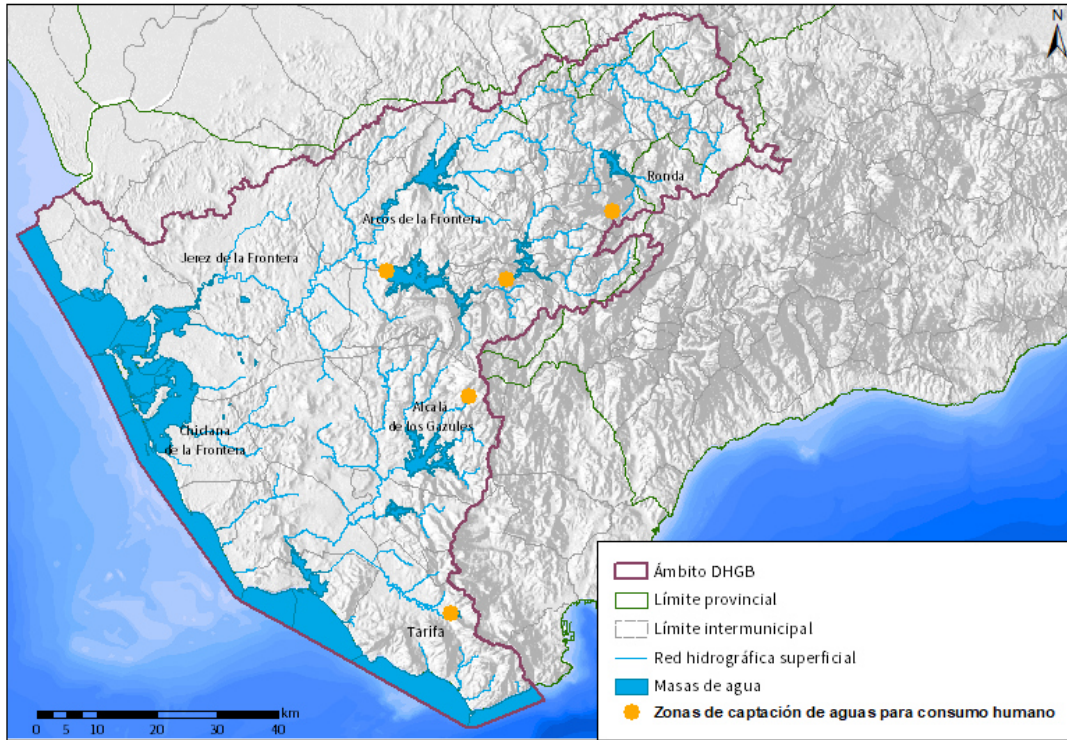 N
Ronda
Arcos de la Frontera
Jerez de la Frontera
Alcalá
de los Gazules
Chiclana
de la Frontera
Tarifa
km
0 5 10 20 30 40
Ámbito DHGB
Límite provincial
Límite intermunicipal
Red hidrográfica superficial
Masas de agua
Zonas de captación de aguas para consumo humano